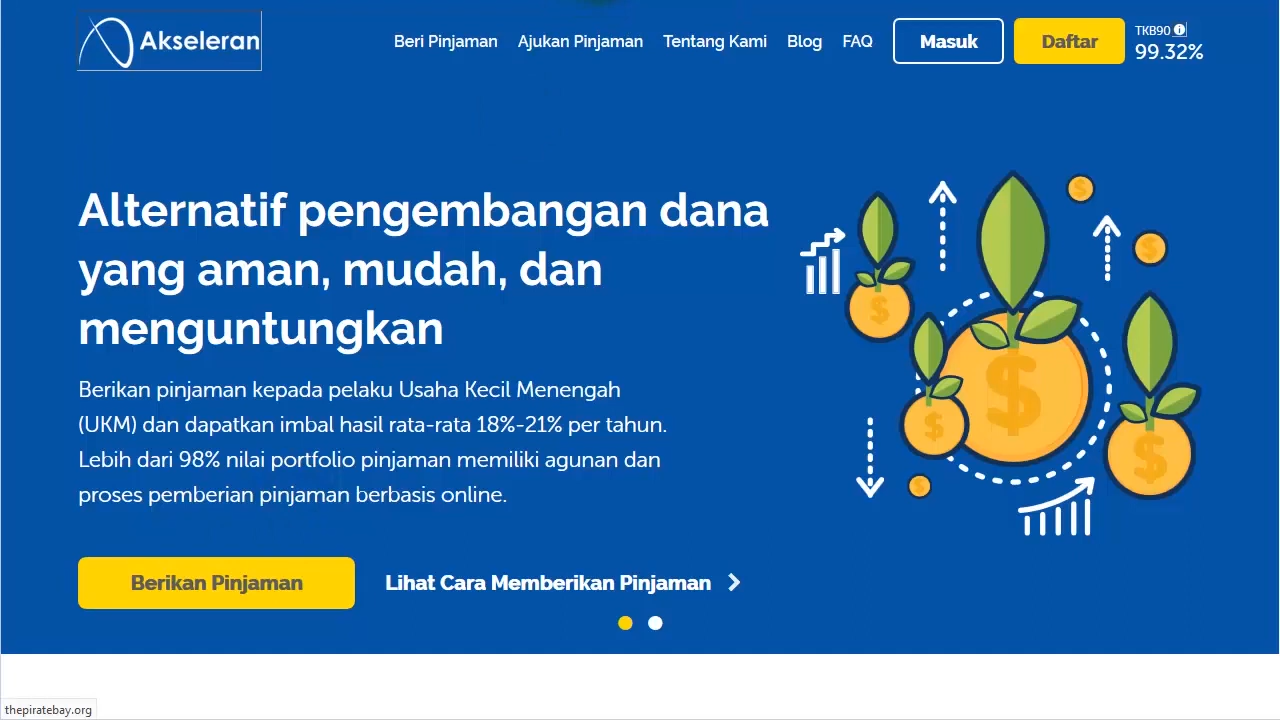 Akseleran
Beri Pinjaman
Ajukan Pinjaman
Tentang Kami
Blog
FAQ
Masuk
Daftar
TKB90
99.32%
Alternatif pengembangan dana
yang aman, mudah, dan
menguntungkan
Berikan pinjaman kepada pelaku Usaha Kecil Menengah
(UKM) dan dapatkan imbal hasil rata-rata 18%-21% per tahun.
Lebih dari 98% nilai portfolio pinjaman memiliki agunan dan
proses pemberian pinjaman berbasis online.
Berikan Pinjaman
Lihat Cara Memberikan Pinjaman
thepiratebay.org